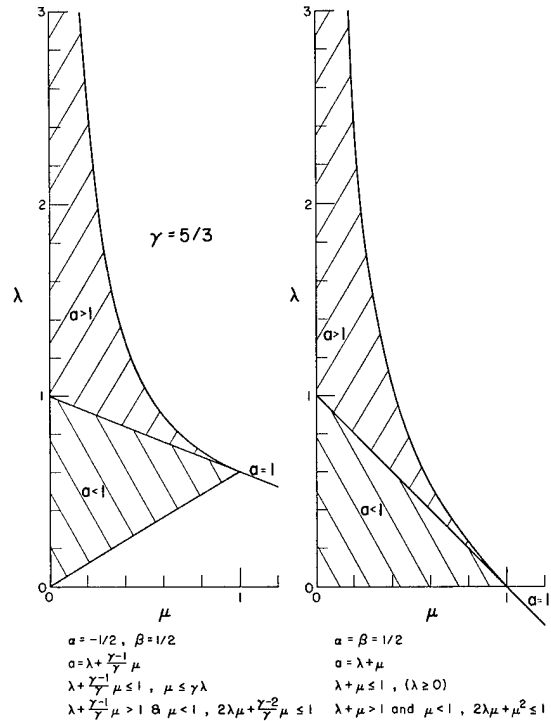 3
3
2
2
γ = 5/3
λ
λ
a>1
a>1
1
1
a=1
a<1
a<1
0
0
a=1
0
μ
1
0
μ
1
α = -1/2 , β = 1/2
a = λ + (γ-1)/γ μ
λ + (γ-1)/γ μ ≤ 1 , μ ≤ γλ
λ + (γ-1)/γ μ > 1 & μ < 1 , 2λμ + (γ-2)/γ μ ≤ 1
α = β = 1/2
a = λ + μ
λ + μ ≤ 1 , (λ ≥ 0)
λ + μ > 1 and μ < 1 , 2λμ + μ² ≤ 1